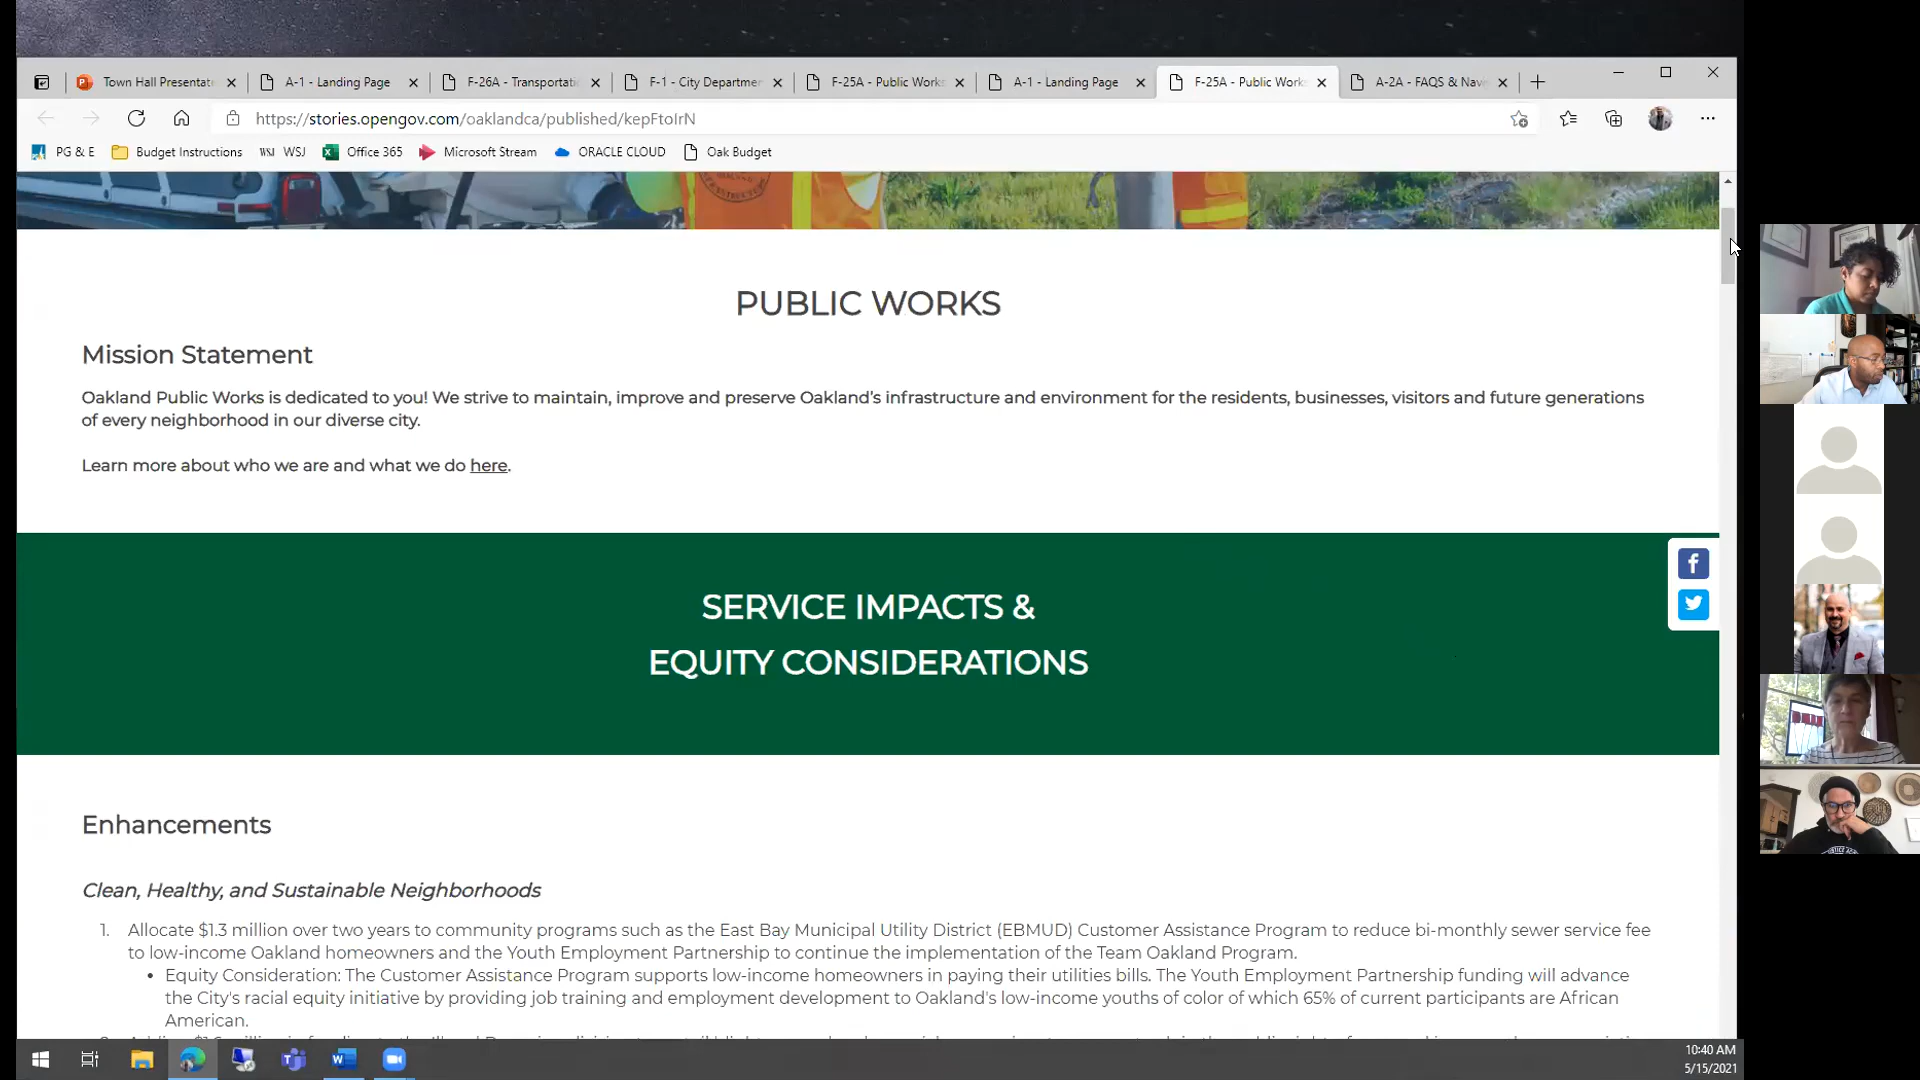 Town Hall Presentat
A-1 - Landing Page
F-26A - Transportati
F-1 - City Departmen
F-25A - Public Works
A-1 - Landing Page
F-25A - Public Works
A-2A - FAQS & Navi
https://stories.opengov.com/oaklandca/published/kepFtoIrN
PG & E
Budget Instructions
WSJ WSJ
Office 365
Microsoft Stream
ORACLE CLOUD
Oak Budget
PUBLIC WORKS
Mission Statement
Oakland Public Works is dedicated to you! We strive to maintain, improve and preserve Oakland's infrastructure and environment for the residents, businesses, visitors and future generations
of every neighborhood in our diverse city.
Learn more about who we are and what we do here.
SERVICE IMPACTS &
EQUITY CONSIDERATIONS
Enhancements
Clean, Healthy, and Sustainable Neighborhoods
1. Allocate $1.3 million over two years to community programs such as the East Bay Municipal Utility District (EBMUD) Customer Assistance Program to reduce bi-monthly sewer service fee
to low-income Oakland homeowners and the Youth Employment Partnership to continue the implementation of the Team Oakland Program.
• Equity Consideration: The Customer Assistance Program supports low-income homeowners in paying their utilities bills. The Youth Employment Partnership funding will advance
the City's racial equity initiative by providing job training and employment development to Oakland's low-income youths of color of which 65% of current participants are African
American.
10:40 AM
5/15/2021